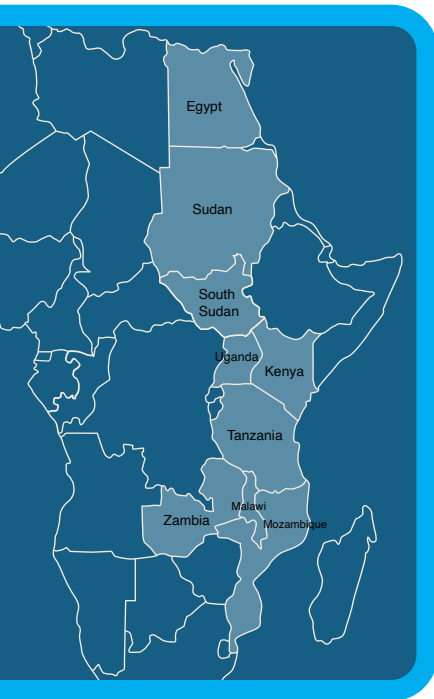 Egypt
Sudan
South
Sudan
Uganda
Kenya
Tanzania
Malawi
Zambia
Mozambique